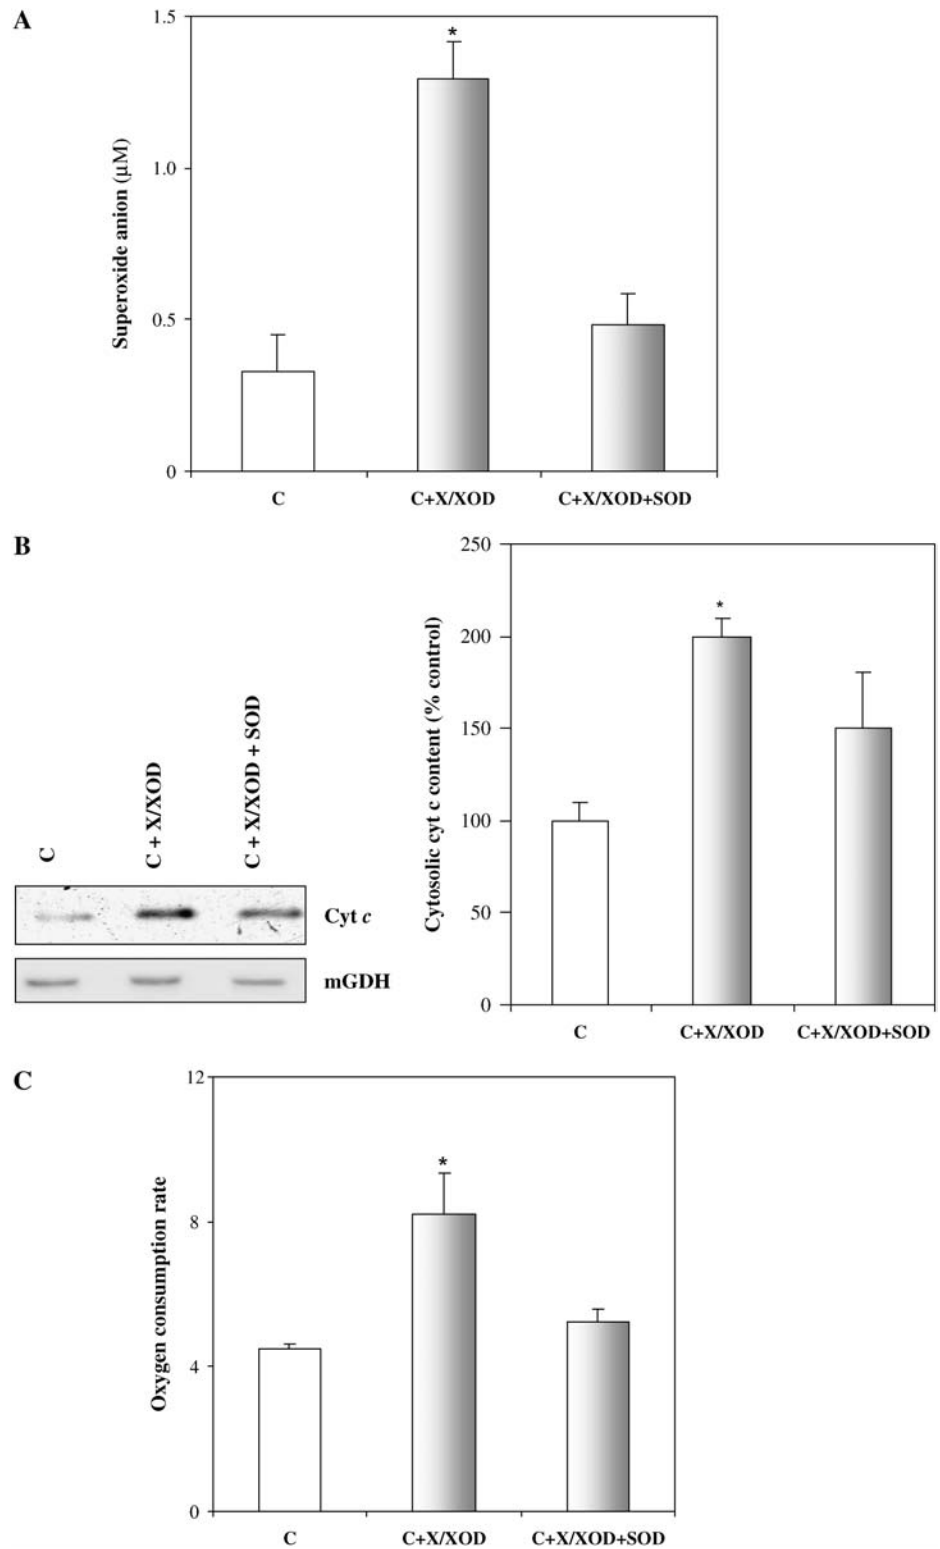 A
1.5
*
1.0
Superoxide anion (µM)
0.5
0
C
C+X/XOD
C+X/XOD+SOD
B
C
C + X/XOD
C + X/XOD + SOD
Cyt c
mGDH
250
*
200
Cytosolic cyt c content (% control)
150
100
50
0
C
C+X/XOD
C+X/XOD+SOD
C
12
*
8
Oxygen consumption rate
4
0
C
C+X/XOD
C+X/XOD+SOD